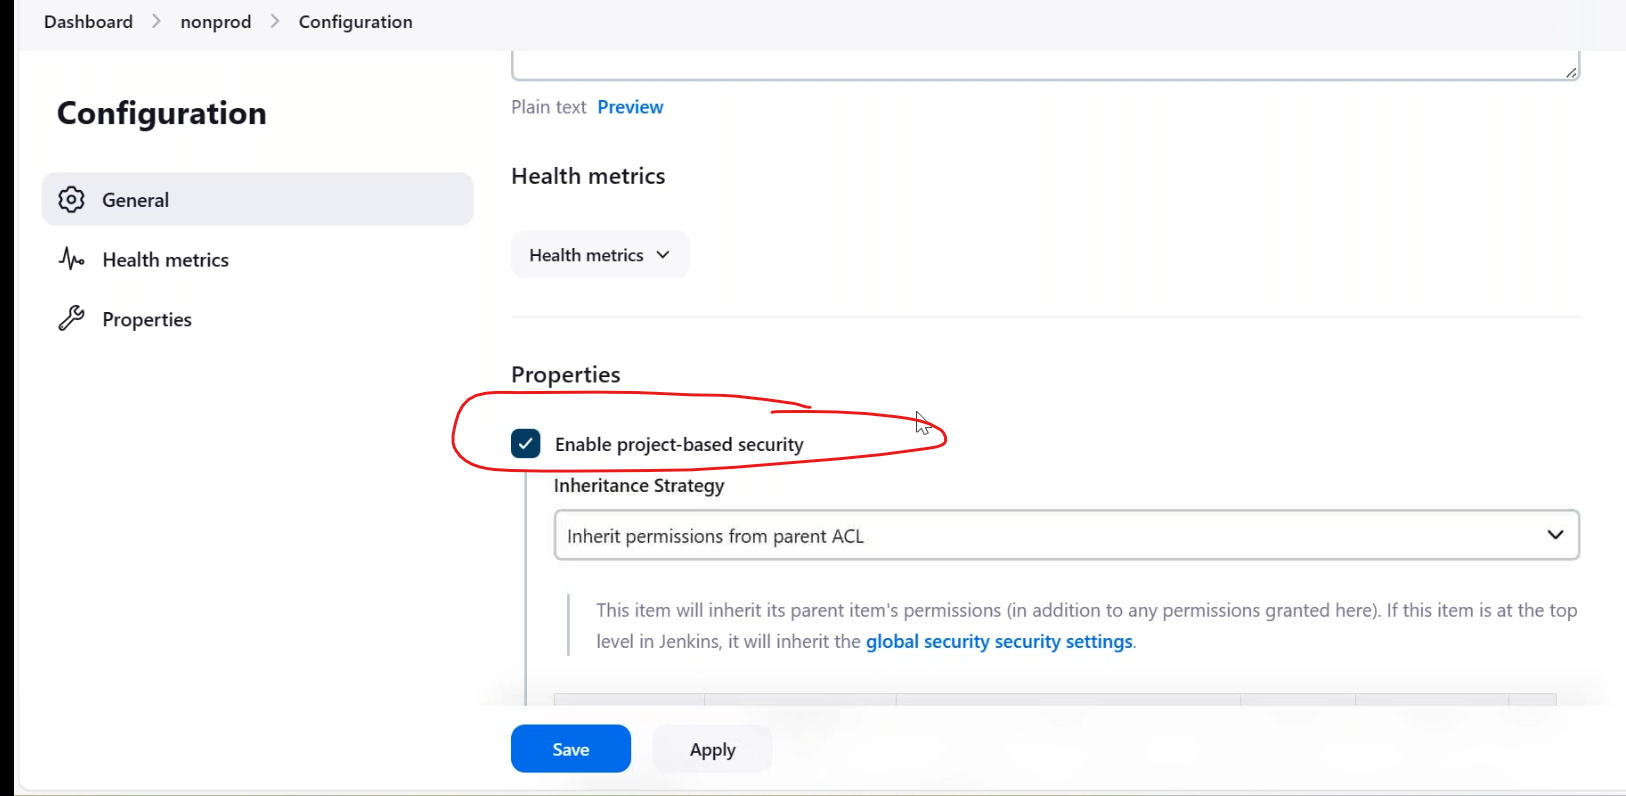 Dashboard > nonprod > Configuration
Configuration
General
Health metrics
Properties
Plain text Preview
Health metrics
Health metrics
Properties
Enable project-based security
Inheritance Strategy
Inherit permissions from parent ACL
This item will inherit its parent item's permissions (in addition to any permissions granted here). If this item is at the top
level in Jenkins, it will inherit the global security security settings.
Save Apply